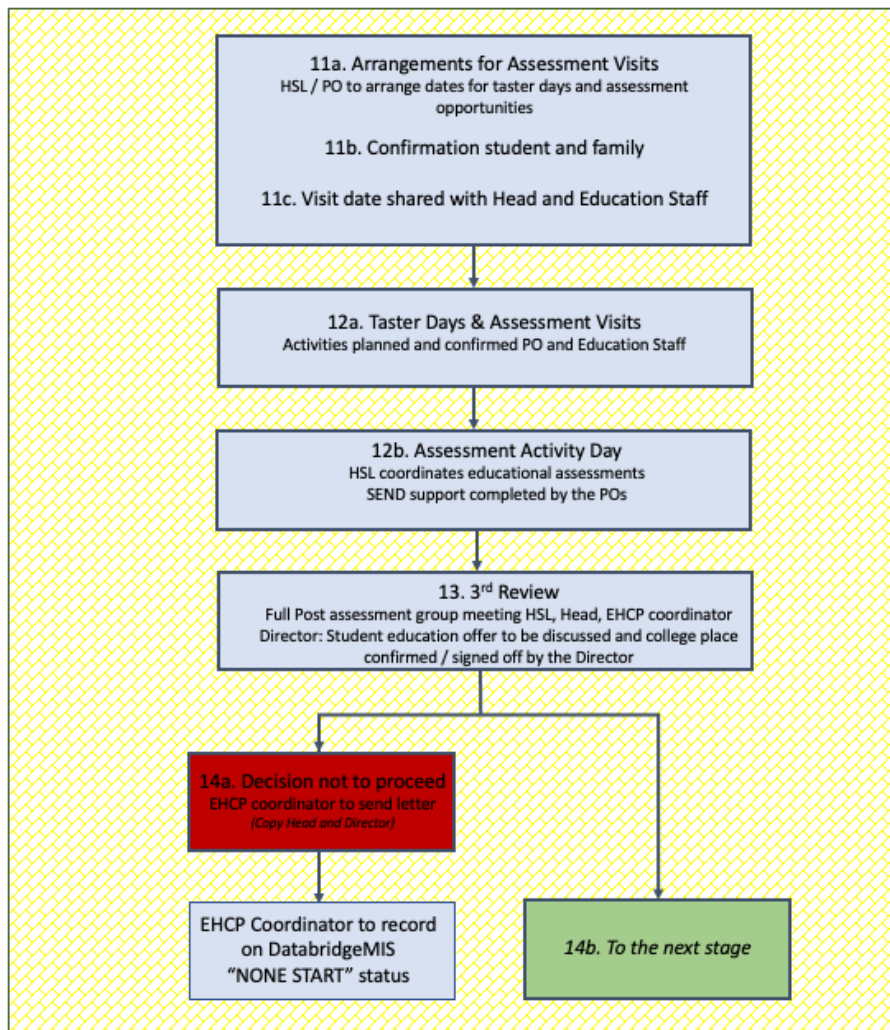 11a. Arrangements for Assessment Visits
HSL / PO to arrange dates for taster days and assessment
opportunities
11b. Confirmation student and family
11c. Visit date shared with Head and Education Staff
12a. Taster Days & Assessment Visits
Activities planned and confirmed PO and Education Staff
12b. Assessment Activity Day
HSL coordinates educational assessments
SEND support completed by the POs
13. 3rd Review
Full Post assessment group meeting HSL, Head, EHCP coordinator
Director: Student education offer to be discussed and college place
confirmed / signed off by the Director
14a. Decision not to proceed
EHCP coordinator to send letter
(Copy Head and Director)
EHCP Coordinator to record
on DatabridgeMIS
“NONE START” status
14b. To the next stage